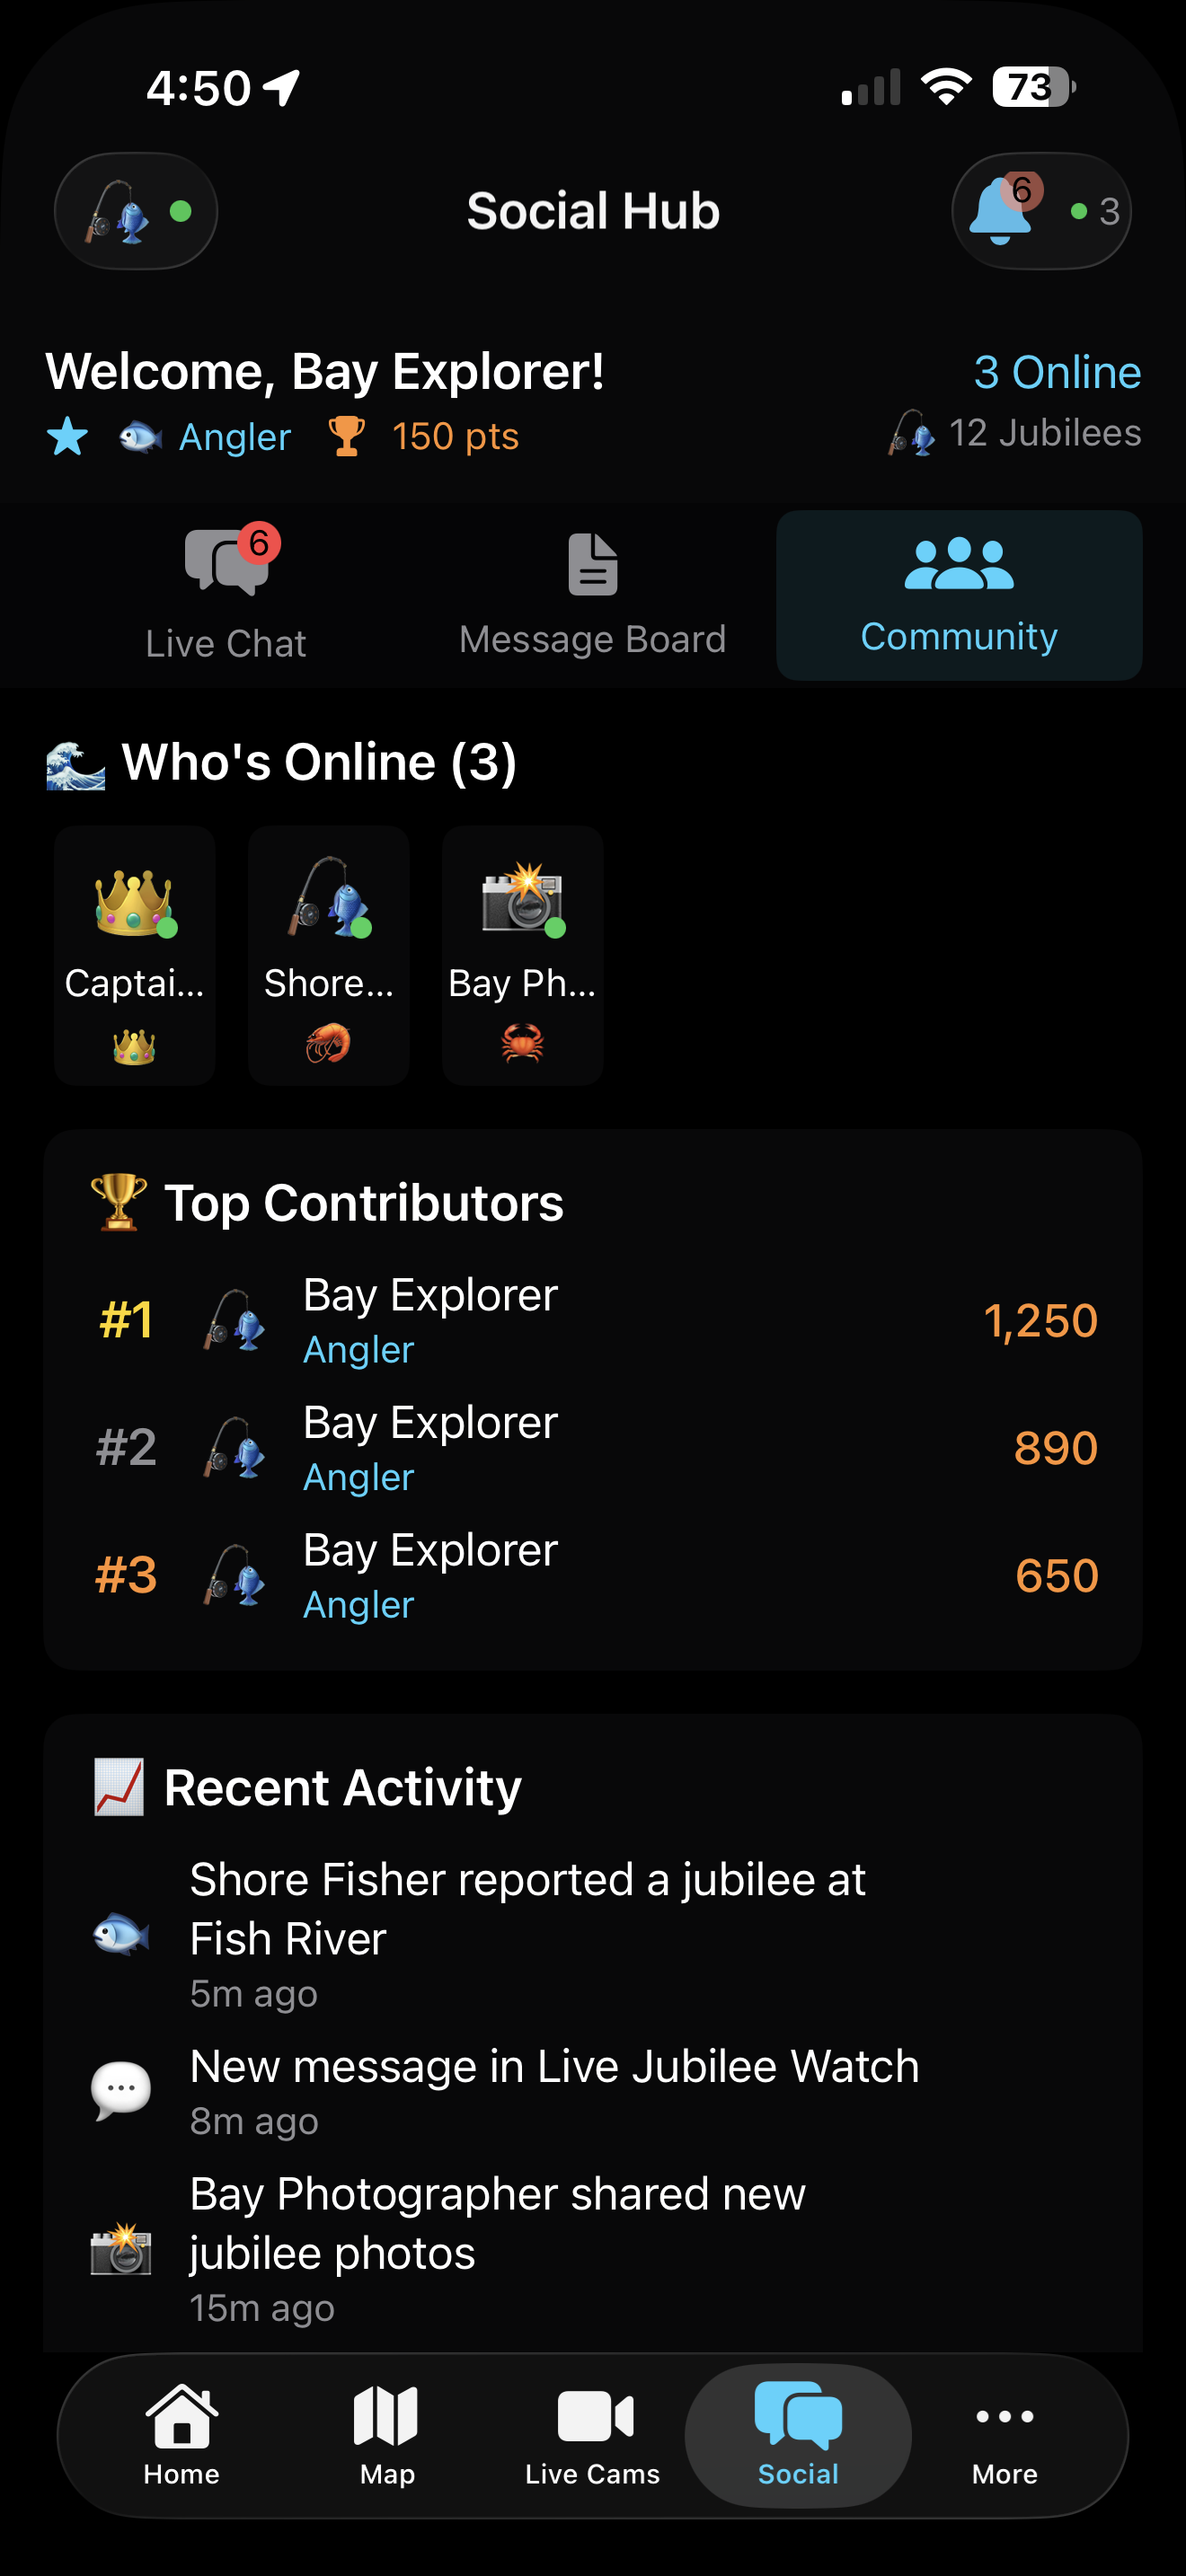 4:50
73
Social Hub
6
3
Welcome, Bay Explorer!
3 Online
Angler
150 pts
12 Jubilees
6
Live Chat
Message Board
Community
Who's Online (3)
Captai...
Shore...
Bay Ph...
Top Contributors
#1
Bay Explorer
Angler
1,250
#2
Bay Explorer
Angler
890
#3
Bay Explorer
Angler
650
Recent Activity
Shore Fisher reported a jubilee at
Fish River
5m ago
New message in Live Jubilee Watch
8m ago
Bay Photographer shared new
jubilee photos
15m ago
Home
Map
Live Cams
Social
More